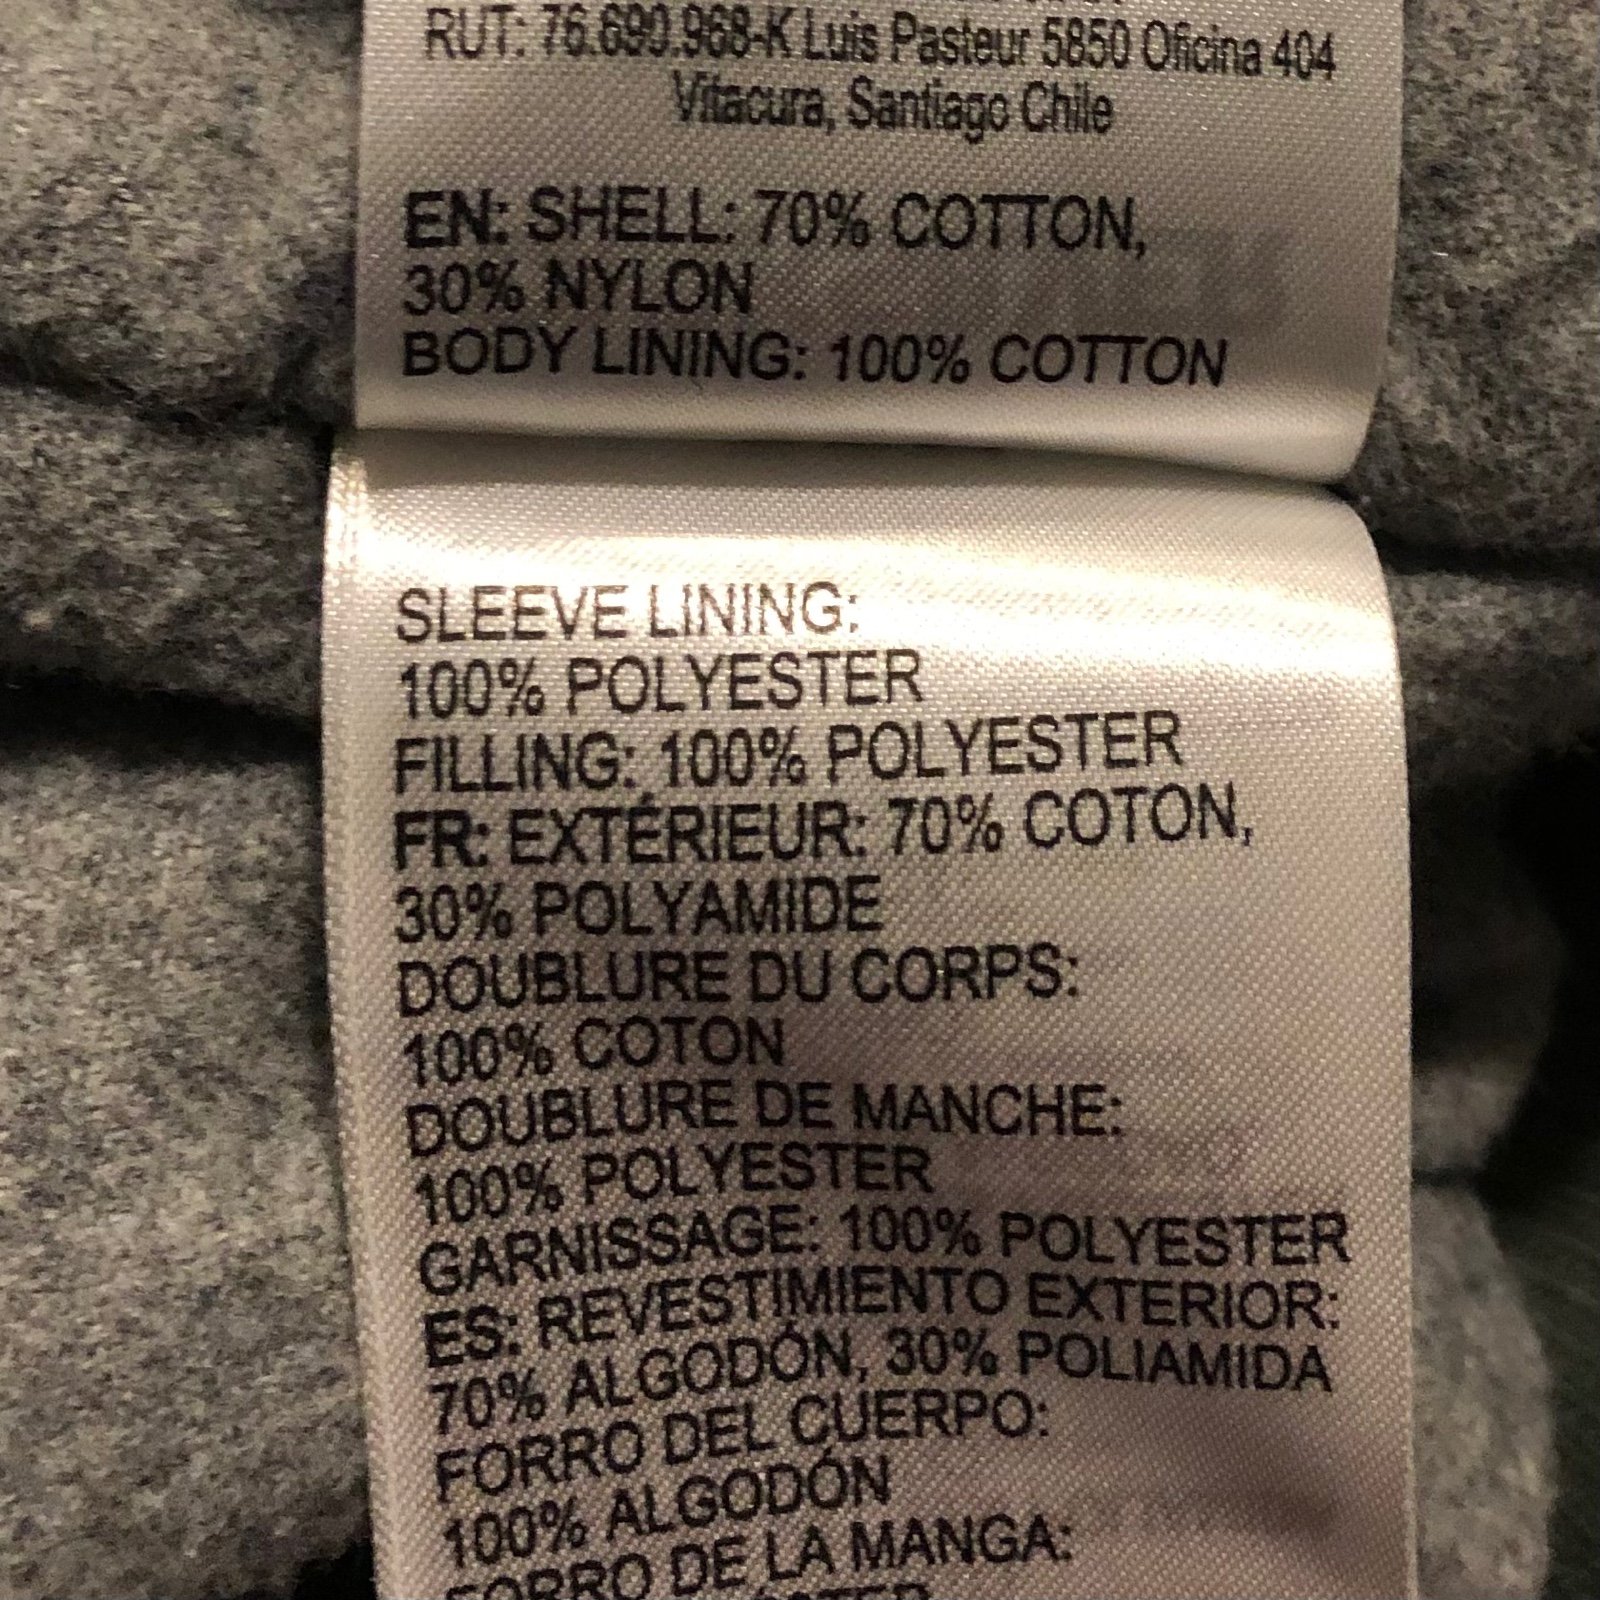 RUT: 76.690.968-K Luis Pasteur 5850 Oficina 404
Vitacura, Santiago Chile
EN: SHELL: 70% COTTON,
30% NYLON
BODY LINING: 100% COTTON
SLEEVE LINING:
100% POLYESTER
FILLING: 100% POLYESTER
FR: EXTÉRIEUR: 70% COTON,
30% POLYAMIDE
DOUBLURE DU CORPS:
100% COTON
DOUBLURE DE MANCHE:
100% POLYESTER
GARNISSAGE: 100% POLYESTER
ES: REVESTIMIENTO EXTERIOR:
70% ALGODÓN, 30% POLIAMIDA
FORRO DEL CUERPO:
100% ALGODÓN
FORRO DE LA MANGA: